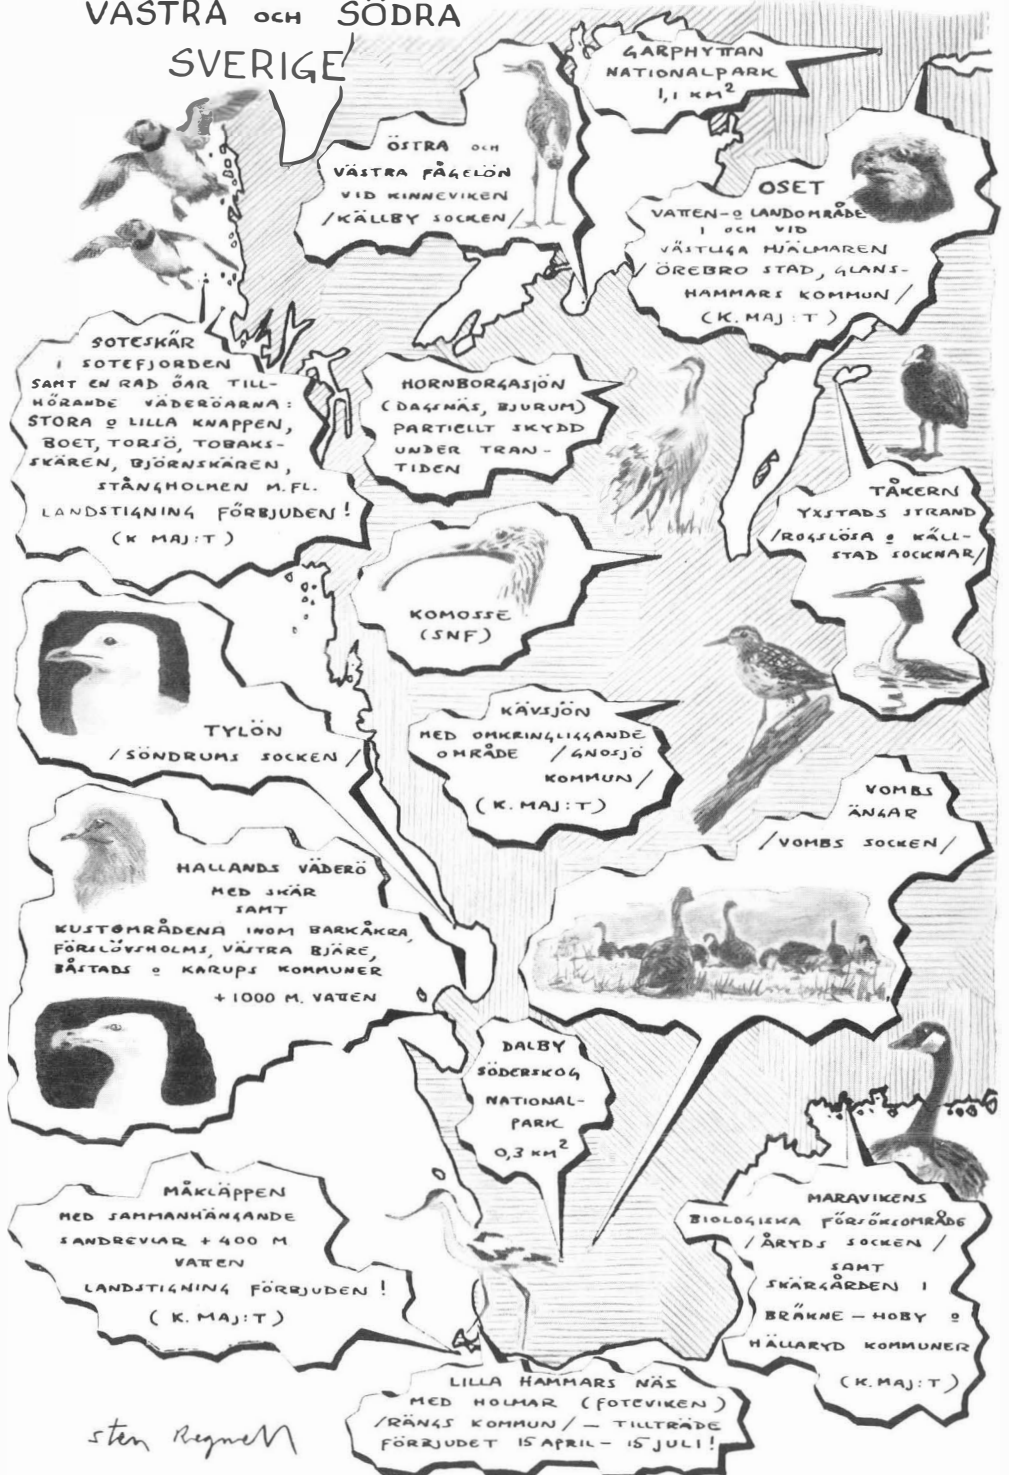 VÄSTRA OCH SÖDRA
SVERIGE
GARPHYTTAN
NATIONALPARK
1,1 KM²
ÖSTRA OCH
VÄSTRA FÅGELÖN
VID KINNEVIKEN
/KÄLLBY SOCKEN/
OSET
VATTEN- O LANDOMRÅDE
I OCH VID
VÄSTLIGA HJÄLMAREN
/ÖREBRO STAD, GLANS-
HAMMARS KOMMUN/
(K. MAJ:T)
SOTESKÄR
I SOTEFJORDEN
SAMT EN RAD ÖAR TILL-
HÖRANDE VÄDERÖARNA:
STORA O LILLA KNAPPEN,
BOET, TORSÖ, TOBAKS-
SKÄREN, BJÖRNSKÄREN,
STÅNGHOLMEN M.FL.
LANDSTIGNING FÖRBJUDEN!
(K MAJ:T)
HORNBORGASJÖN
(DAGSNÄS, BJURUM)
PARTIELLT SKYDD
UNDER TRAN-
TIDEN
TÅKERN
YXSTADS STRAND
/ROGSLÖSA O KÄLL-
STAD SOCKNAR/
KOMOSSE
(SNF)
TYLÖN
/SÖNDRUMS SOCKEN/
KÄVSJÖN
MED OMKRINGLIGGANDE
OMRÅDE /GNOSJÖ
KOMMUN/
(K. MAJ:T)
VOMBS
ÄNGAR
/VOMBS SOCKEN/
HALLANDS VÄDERÖ
MED SKÄR
SAMT
KUSTOMRÅDENA INOM BARKÅKRA,
FÖRSLÖVSHOLMS, VÄSTRA BJÄRE,
BÅSTADS O KARUPS KOMMUNER
+ 1000 M. VATTEN
DALBY
SÖDERSKOG
NATIONAL-
PARK
0,3 KM²
MÅKLÄPPEN
MED SAMMANHÄNGANDE
SANDREVLAR + 400 M
VATTEN
LANDSTIGNING FÖRBJUDEN!
(K. MAJ:T)
MARAVIKENS
BIOLOGISKA FÖRSÖKSOMRÅDE
/ÅRYDS SOCKEN/
SAMT
SKÄRGÅRDEN I
BRÄKNE-HOBY O
HÄLLARYD KOMMUNER
(K. MAJ:T)
LILLA HAMMARS NÄS
MED HOLMAR (FOTEVIKEN)
/RÄNGS KOMMUN/ - TILLTRÄDE
FÖRBJUDET 15 APRIL - 15 JULI!
Sten Regnell